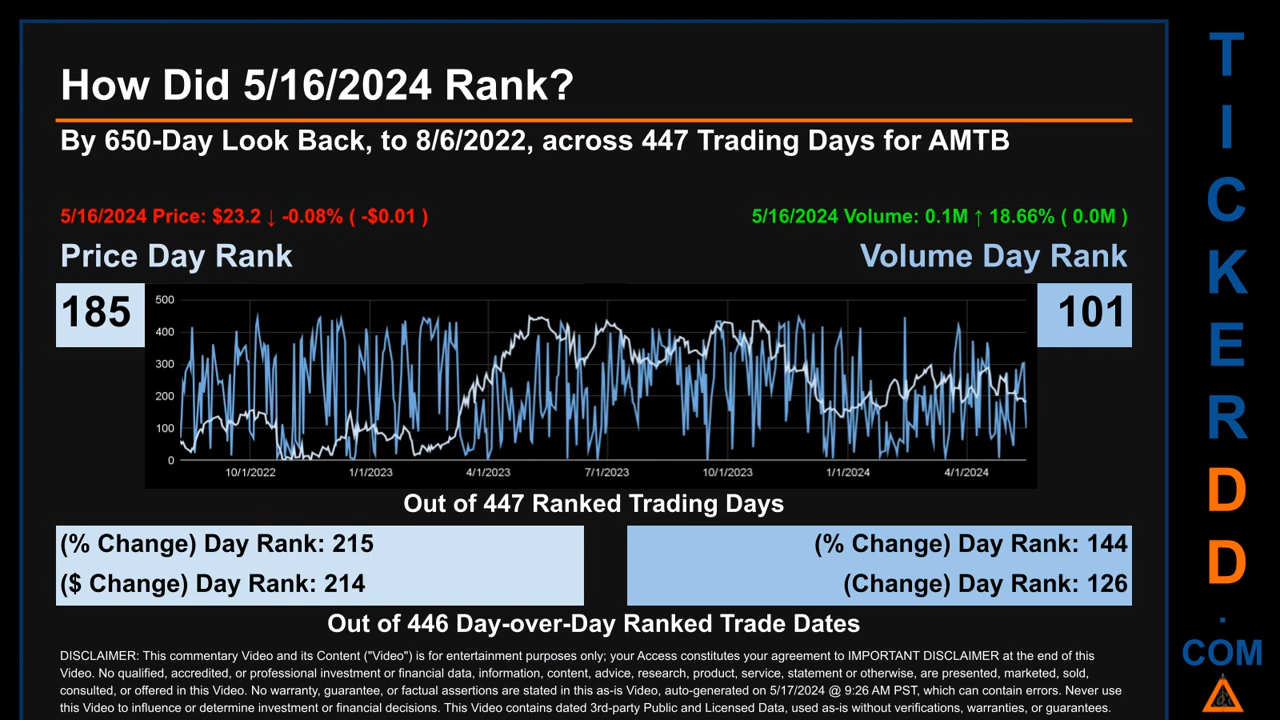 How Did 5/16/2024 Rank?
By 650-Day Look Back, to 8/6/2022, across 447 Trading Days for AMTB
5/16/2024 Price: $23.2 ↓ -0.08% ( -$0.01 )
5/16/2024 Volume: 0.1M ↑ 18.66% ( 0.0M )
Price Day Rank
Volume Day Rank
185
101
500
400
300
200
100
0
10/1/2022
1/1/2023
4/1/2023
7/1/2023
10/1/2023
1/1/2024
4/1/2024
Out of 447 Ranked Trading Days
(% Change) Day Rank: 215
($ Change) Day Rank: 214
(% Change) Day Rank: 144
(Change) Day Rank: 126
Out of 446 Day-over-Day Ranked Trade Dates
DISCLAIMER: This commentary Video and its Content ("Video") is for entertainment purposes only; your Access constitutes your agreement to IMPORTANT DISCLAIMER at the end of this
Video. No qualified, accredited, or professional investment or financial data, information, content, advice, research, product, service, statement or otherwise, are presented, marketed, sold,
consulted, or offered in this Video. No warranty, guarantee, or factual assertions are stated in this as-is Video, auto-generated on 5/17/2024 @ 9:26 AM PST, which can contain errors. Never use
this Video to influence or determine investment or financial decisions. This Video contains dated 3rd-party Public and Licensed Data, used as-is without verifications, warranties, or guarantees.
T
I
C
K
E
R
D
D
.
COM